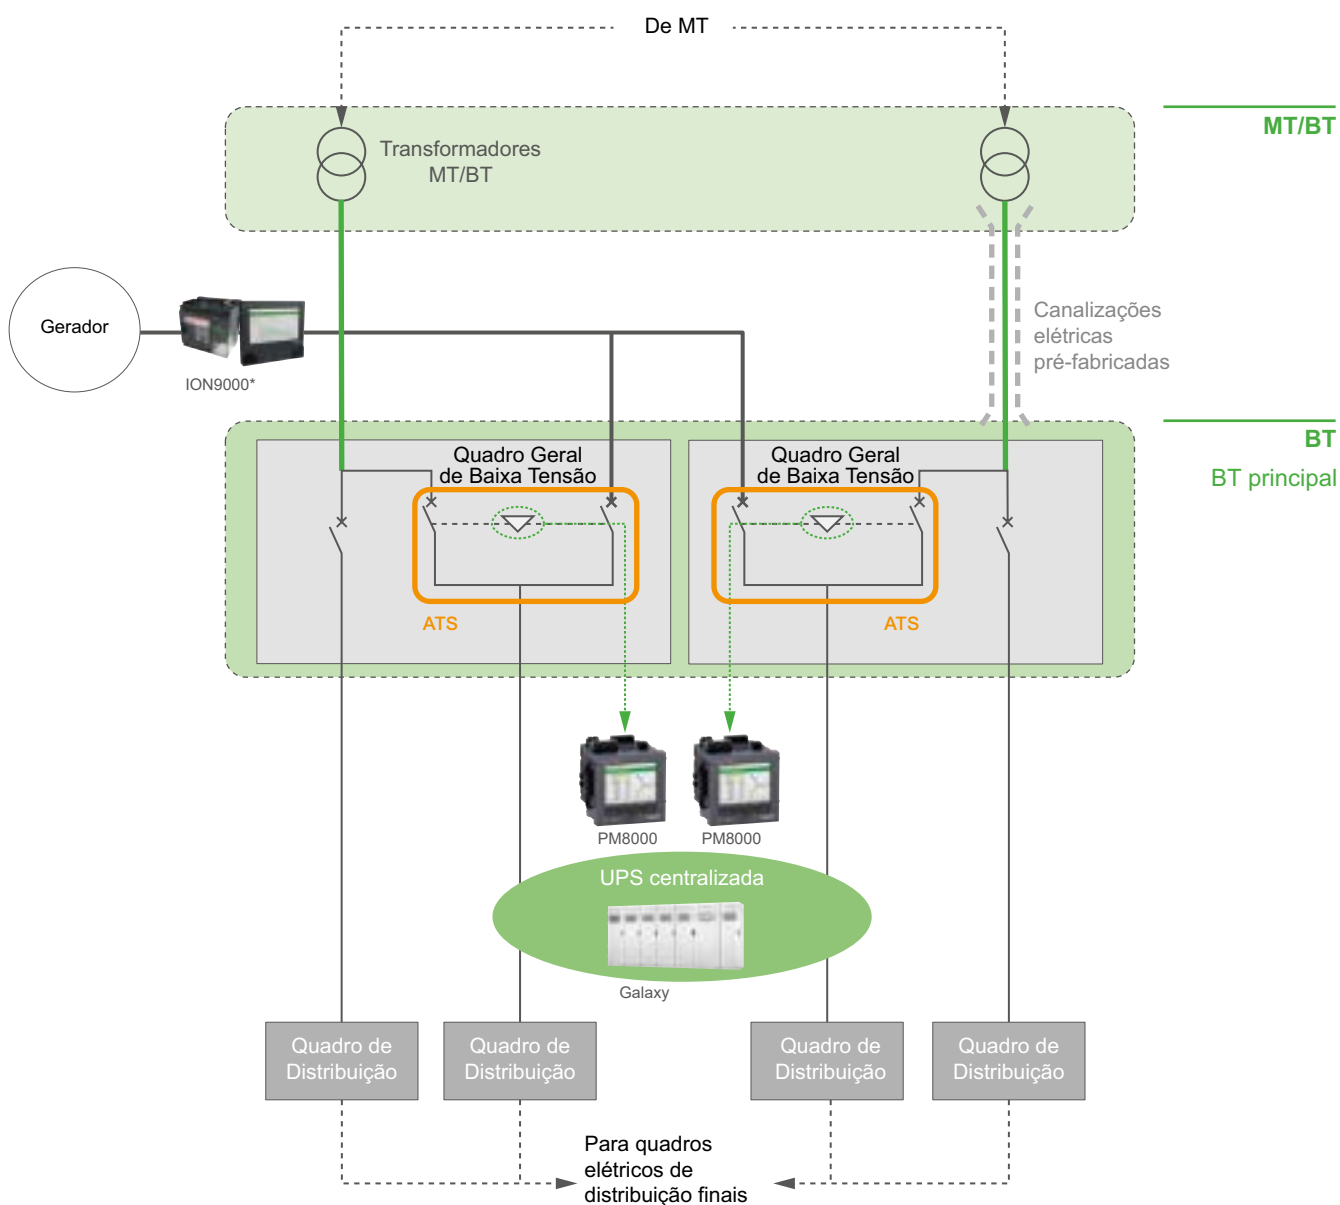 De MT
MT/BT
Transformadores
MT/BT
Canalizações
elétricas
pré-fabricadas
Gerador
ION9000*
BT
BT principal
Quadro Geral
de Baixa Tensão
Quadro Geral
de Baixa Tensão
ATS
ATS
PM8000
PM8000
UPS centralizada
Galaxy
Quadro de
Distribuição
Quadro de
Distribuição
Quadro de
Distribuição
Quadro de
Distribuição
Para quadros
elétricos de
distribuição finais